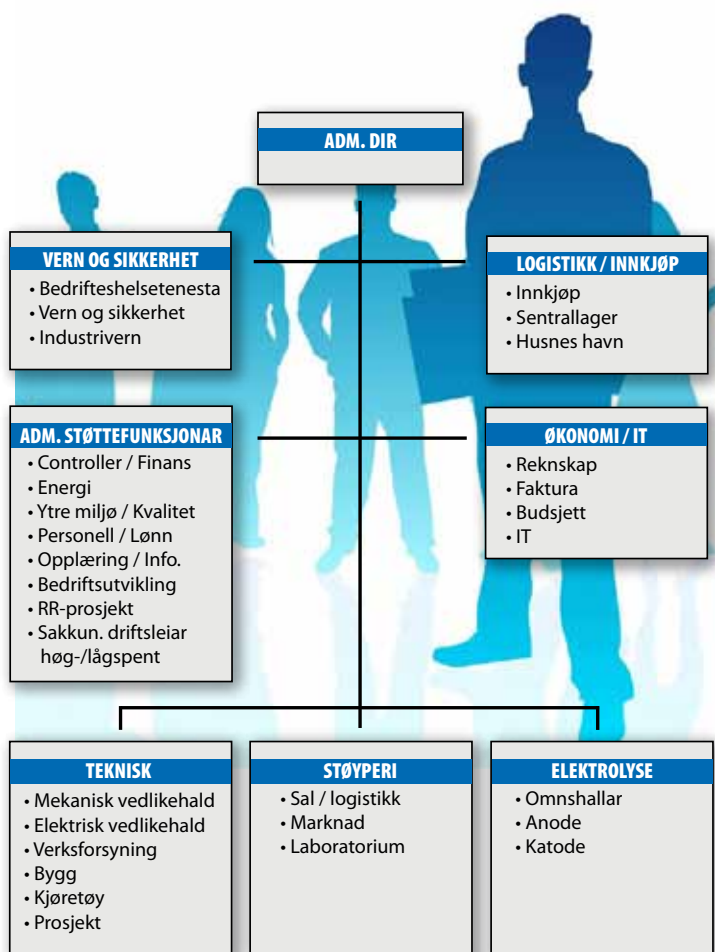 ADM. DIR
VERN OG SIKKERHET
• Bedrifteshelsetenesta
• Vern og sikkerhet
• Industrivern
LOGISTIKK / INNKJØP
• Innkjøp
• Sentrallager
• Husnes havn
ADM. STØTTEFUNKSJONAR
• Controller / Finans
• Energi
• Ytre miljø / Kvalitet
• Personell / Lønn
• Opplæring / Info.
• Bedriftsutvikling
• RR-prosjekt
• Sakkun. driftsleiar
høg-/lågspent
ØKONOMI / IT
• Reknskap
• Faktura
• Budsjett
• IT
TEKNISK
• Mekanisk vedlikehald
• Elektrisk vedlikehald
• Verksforsyning
• Bygg
• Kjøretøy
• Prosjekt
STØYPERI
• Sal / logistikk
• Marknad
• Laboratorium
ELEKTROLYSE
• Omnshallar
• Anode
• Katode